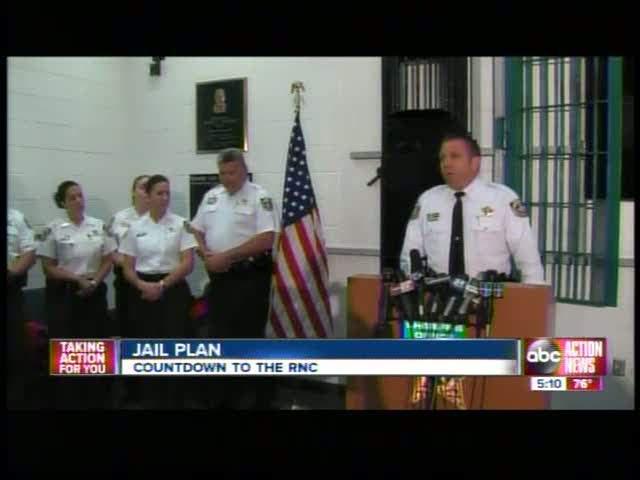 TAKING
ACTION
FOR YOU
JAIL PLAN
COUNTDOWN TO THE RNC
abc ACTION
NEWS
5:10 76°